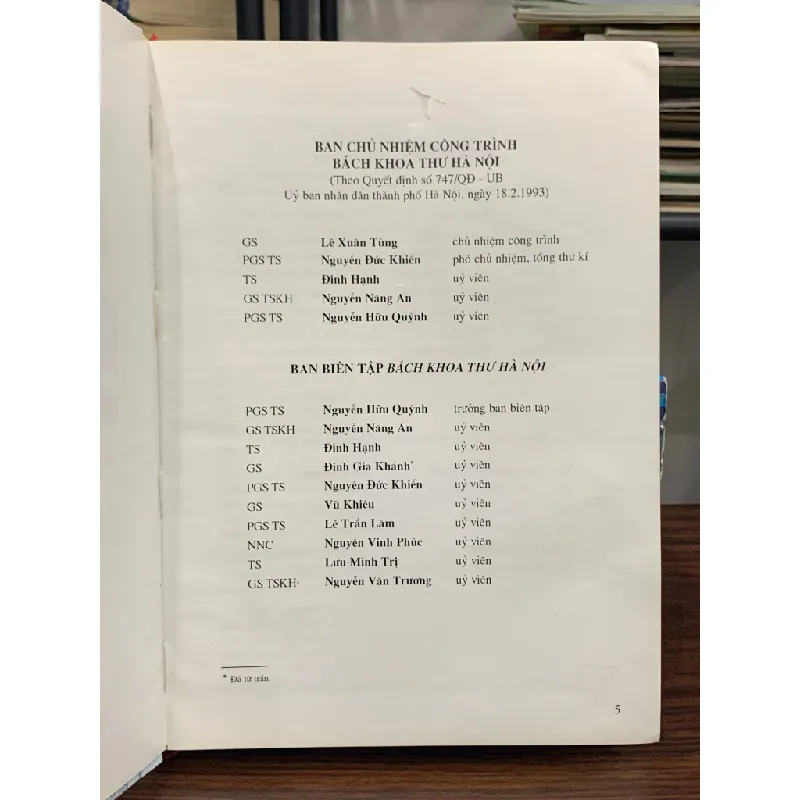 BAN CHỦ NHIỆM CÔNG TRÌNH
BÁCH KHOA THƯ HÀ NỘI
(Theo Quyết định số 747/QĐ - UB
Uỷ ban nhân dân thành phố Hà Nội, ngày 18.2.1993)
GS Lê Xuân Tùng chủ nhiệm công trình
PGS TS Nguyễn Đức Khiển phó chủ nhiệm, tổng thư kí
TS Đinh Hạnh uỷ viên
GS TSKH Nguyễn Năng An uỷ viên
PGS TS Nguyễn Hữu Quỳnh uỷ viên
BAN BIÊN TẬP BÁCH KHOA THƯ HÀ NỘI
PGS TS Nguyễn Hữu Quỳnh trưởng ban biên tập
GS TSKH Nguyễn Năng An uỷ viên
TS Đinh Hạnh uỷ viên
GS Đinh Gia Khánh* uỷ viên
PGS TS Nguyễn Đức Khiển uỷ viên
GS Vũ Khiêu uỷ viên
PGS TS Lê Trần Lâm uỷ viên
NNC Nguyễn Vinh Phúc uỷ viên
TS Lưu Minh Trị uỷ viên
GS TSKH Nguyễn Văn Trương uỷ viên
* Đã từ trần.
5